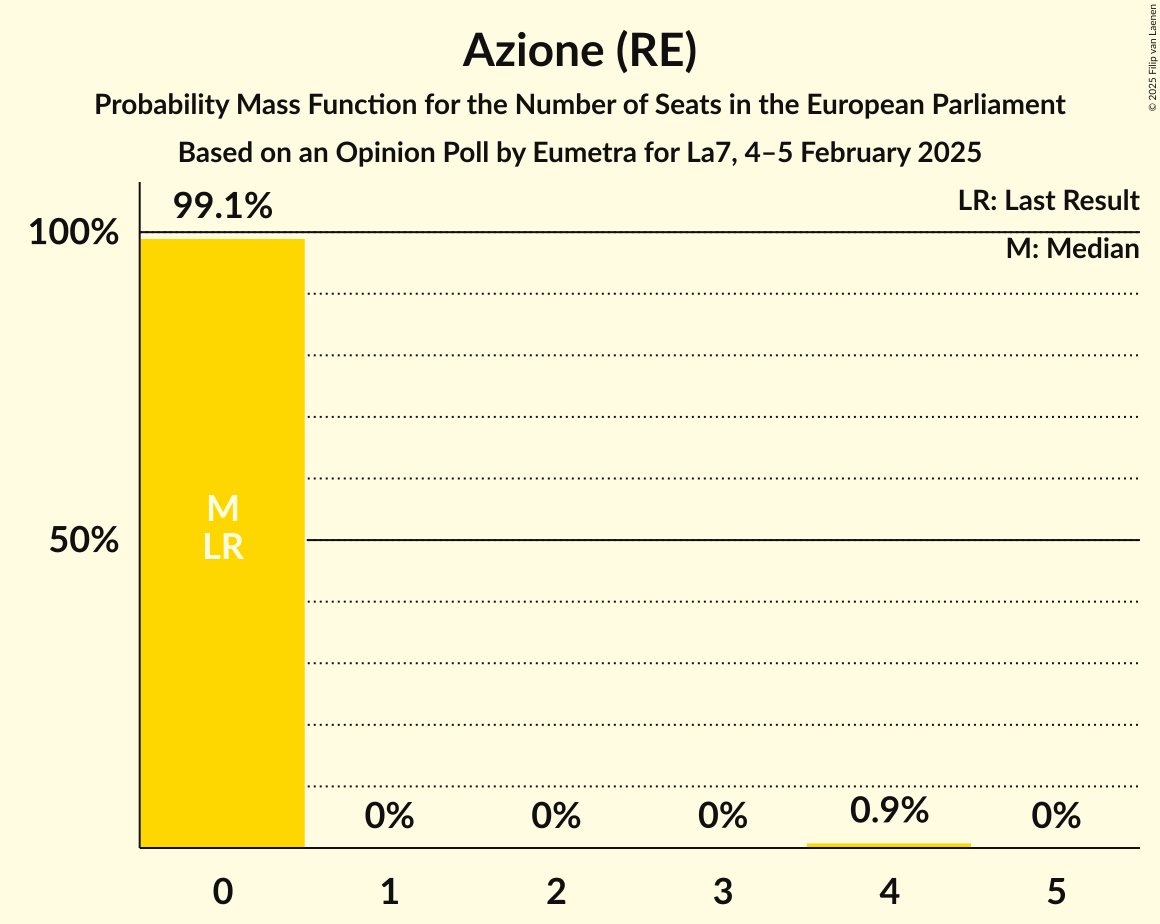 Azione (RE)
Probability Mass Function for the Number of Seats in the European Parliament
Based on an Opinion Poll by Eumetra for La7, 4–5 February 2025
© 2025 Filip van Laenen
LR: Last Result
M: Median
99.1%
100%
50%
M
LR
0%
0%
0%
0.9%
0%
0
1
2
3
4
5